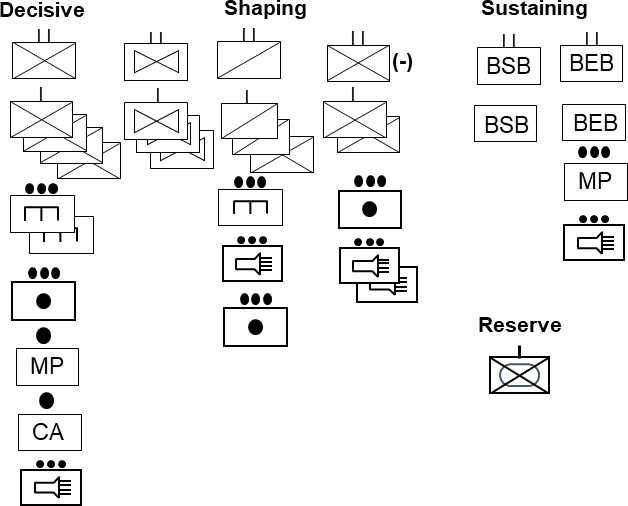 Decisive
Shaping
Sustaining
(-)
BSB
BEB
BSB
BEB
MP
Reserve
MP
CA